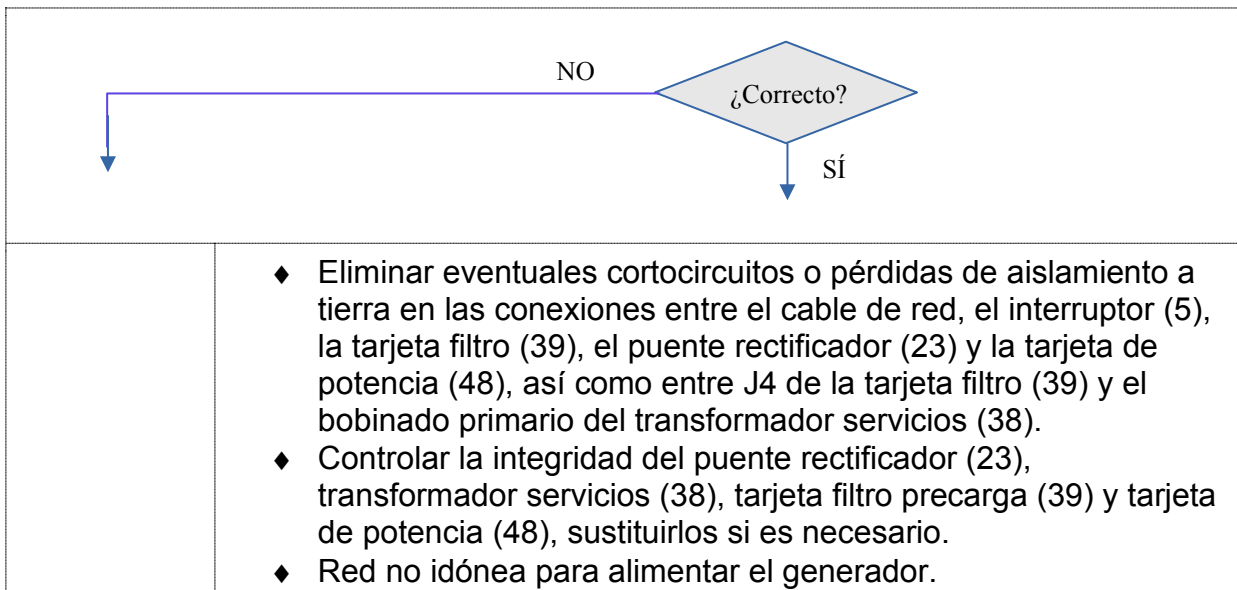 NO
¿Correcto?
SÍ
♦ Eliminar eventuales cortocircuitos o pérdidas de aislamiento a
tierra en las conexiones entre el cable de red, el interruptor (5),
la tarjeta filtro (39), el puente rectificador (23) y la tarjeta de
potencia (48), así como entre J4 de la tarjeta filtro (39) y el
bobinado primario del transformador servicios (38).
♦ Controlar la integridad del puente rectificador (23),
transformador servicios (38), tarjeta filtro precarga (39) y tarjeta
de potencia (48), sustituirlos si es necesario.
♦ Red no idónea para alimentar el generador.